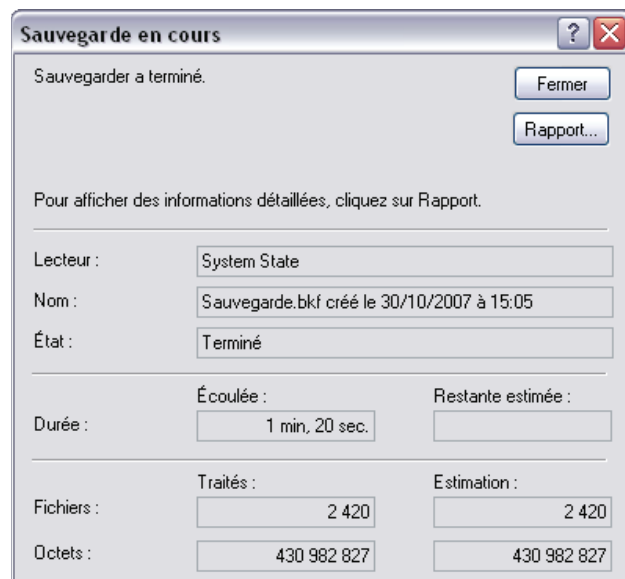 Sauvegarde en cours
Sauvegarder a terminé.
Fermer
Rapport...
Pour afficher des informations détaillées, cliquez sur Rapport.
Lecteur : System State
Nom : Sauvegarde.bkf créé le 30/10/2007 à 15:05
État : Terminé
Écoulée : Restante estimée :
Durée : 1 min, 20 sec.
Traités : Estimation :
Fichiers : 2 420 2 420
Octets : 430 982 827 430 982 827